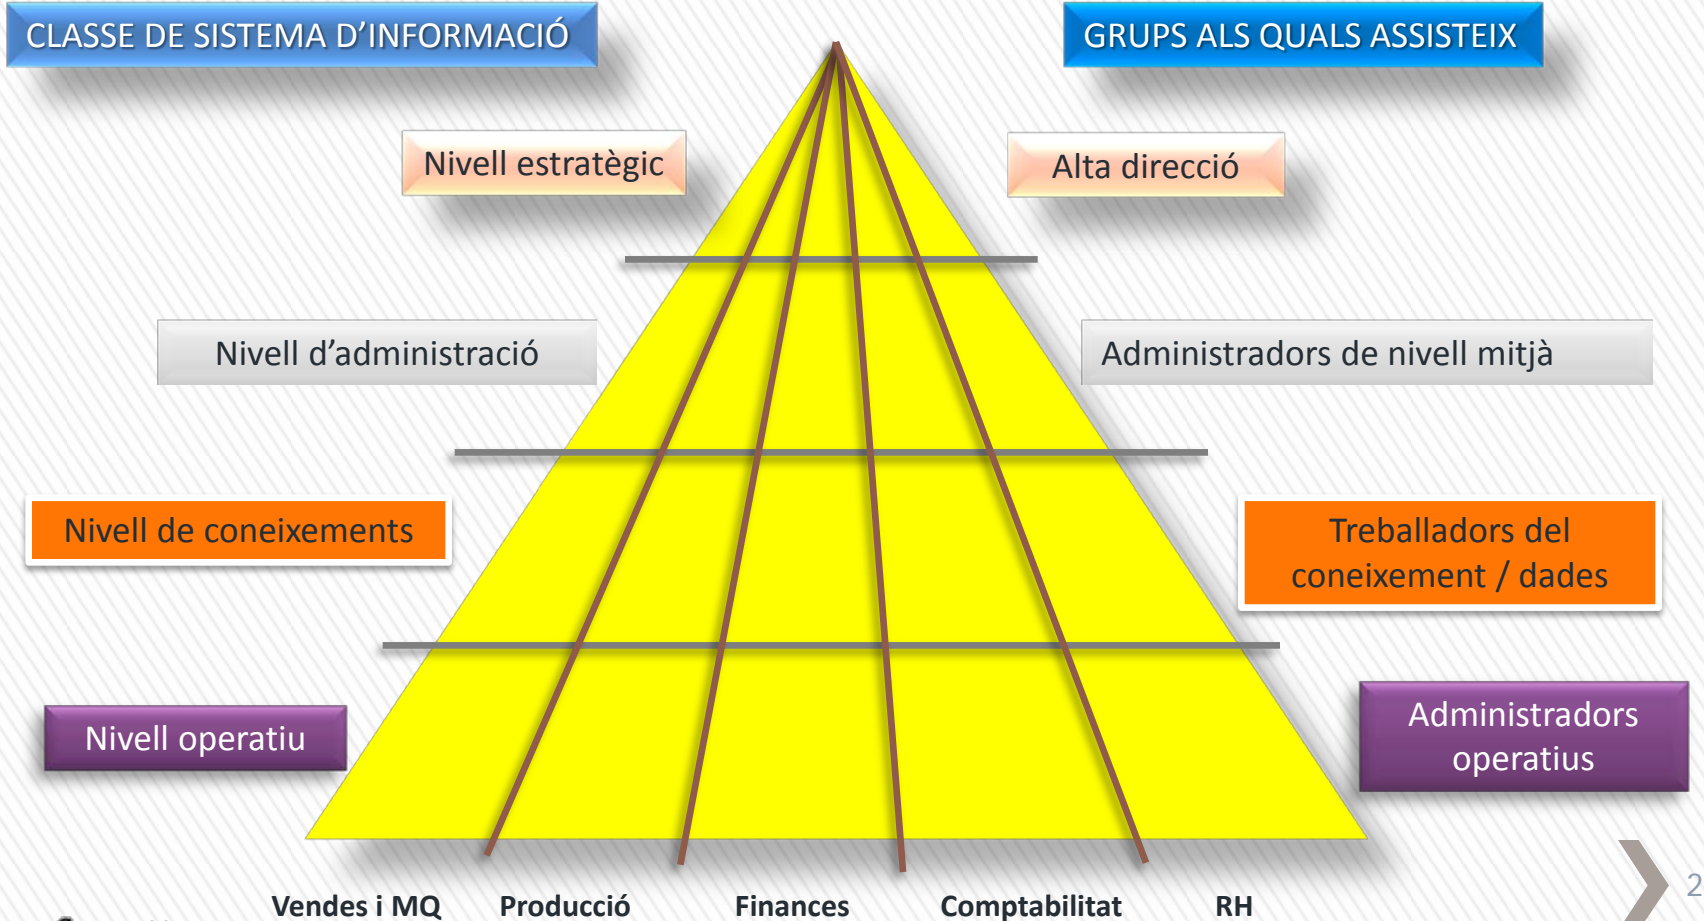 CLASSE DE SISTEMA D’INFORMACIÓ
GRUPS ALS QUALS ASSISTEIX
Nivell estratègic
Alta direcció
Nivell d’administració
Administradors de nivell mitjà
Nivell de coneixements
Treballadors del
coneixement / dades
Nivell operatiu
Administradors
operatius
Vendes i MQ
Producció
Finances
Comptabilitat
RH
2